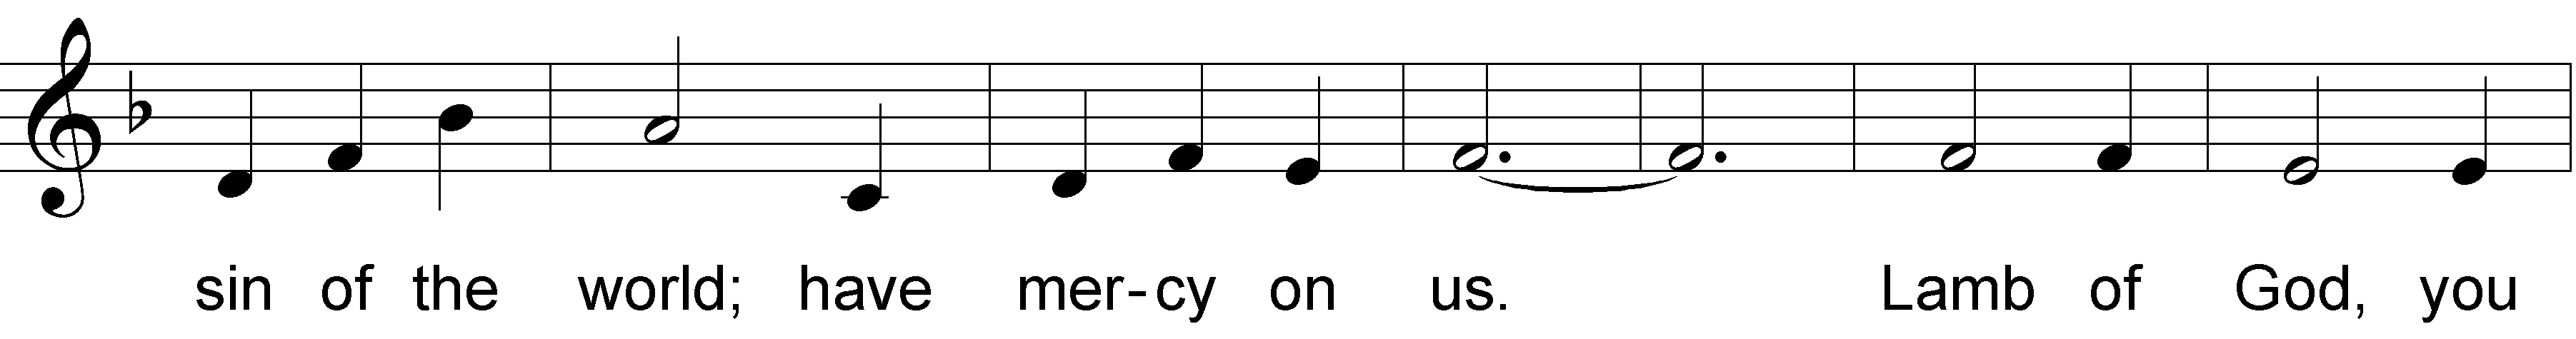 sin of the world; have mer-cy on us. Lamb of God, you